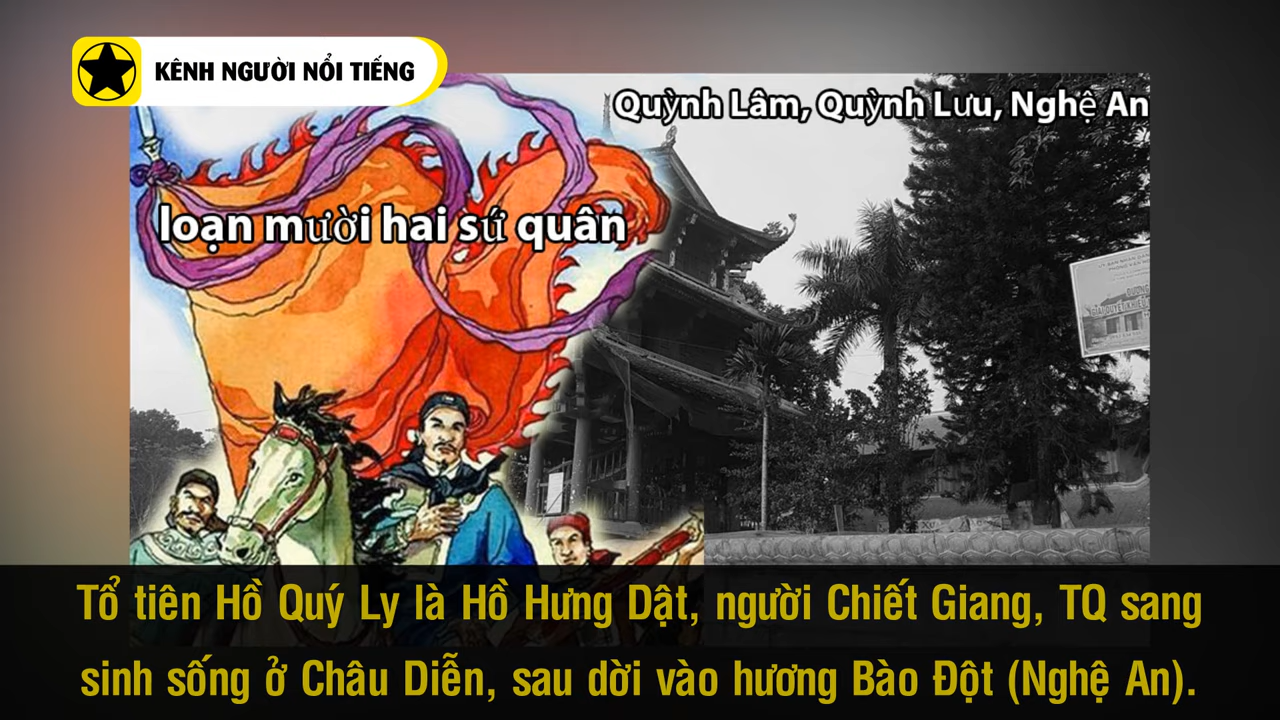 KÊNH NGƯỜI NỔI TIẾNG
Quỳnh Lâm, Quỳnh Lưu, Nghệ An
loạn mười hai sứ quân
Tổ tiên Hồ Quý Ly là Hồ Hưng Dật, người Chiết Giang, TQ sang
sinh sống ở Châu Diễn, sau dời vào hương Bào Đột (Nghệ An).